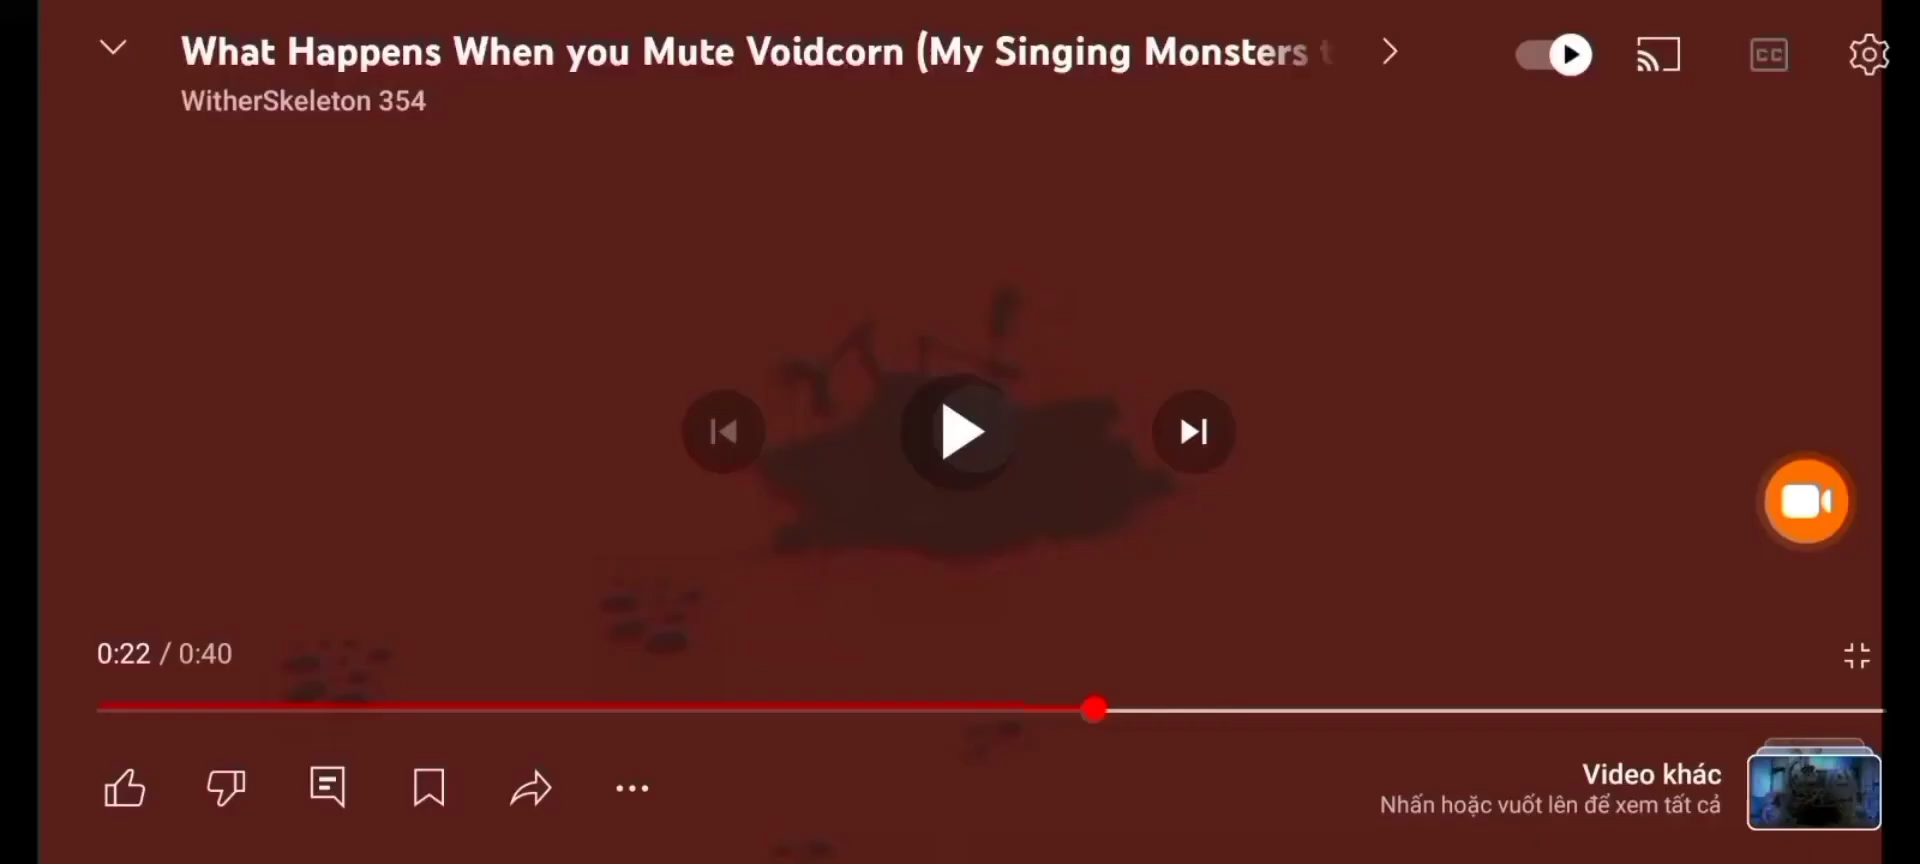 What Happens When you Mute Voidcorn (My Singing Monsters t
WitherSkeleton 354
CC
0:22 / 0:40
Video khác
Nhấn hoặc vuốt lên để xem tất cả